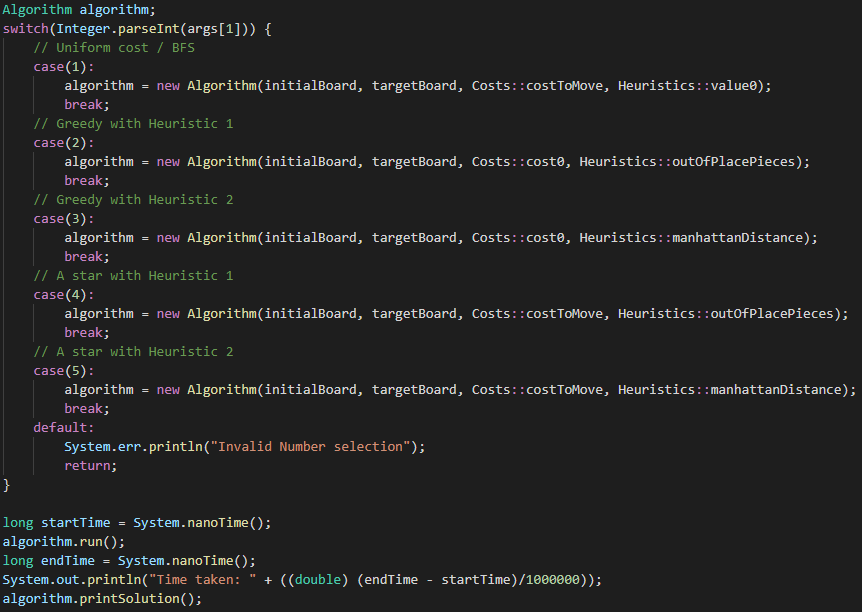 Algorithm algorithm;
switch(Integer.parseInt(args[1])) {
    // Uniform cost / BFS
    case(1):
        algorithm = new Algorithm(initialBoard, targetBoard, Costs::costToMove, Heuristics::value0);
        break;
    // Greedy with Heuristic 1
    case(2):
        algorithm = new Algorithm(initialBoard, targetBoard, Costs::cost0, Heuristics::outOfPlacePieces);
        break;
    // Greedy with Heuristic 2
    case(3):
        algorithm = new Algorithm(initialBoard, targetBoard, Costs::cost0, Heuristics::manhattanDistance);
        break;
    // A star with Heuristic 1
    case(4):
        algorithm = new Algorithm(initialBoard, targetBoard, Costs::costToMove, Heuristics::outOfPlacePieces);
        break;
    // A star with Heuristic 2
    case(5):
        algorithm = new Algorithm(initialBoard, targetBoard, Costs::costToMove, Heuristics::manhattanDistance);
        break;
    default:
        System.err.println("Invalid Number selection");
        return;
}

long startTime = System.nanoTime();
algorithm.run();
long endTime = System.nanoTime();
System.out.println("Time taken: " + ((double) (endTime - startTime)/1000000));
algorithm.printSolution();